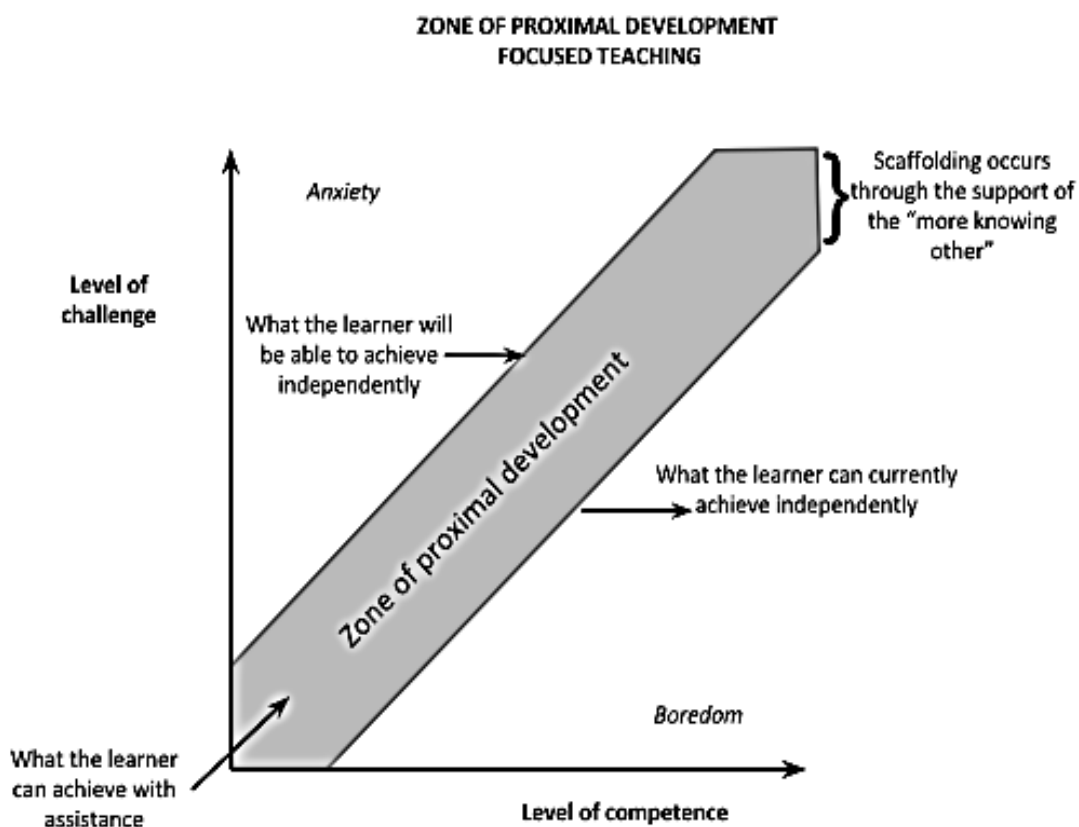 ZONE OF PROXIMAL DEVELOPMENT
FOCUSED TEACHING
Anxiety
Scaffolding occurs
through the support of
the “more knowing
other”
Level of
challenge
What the learner will
be able to achieve
independently
Zone of proximal development
What the learner can currently
achieve independently
Boredom
What the learner
can achieve with
assistance
Level of competence